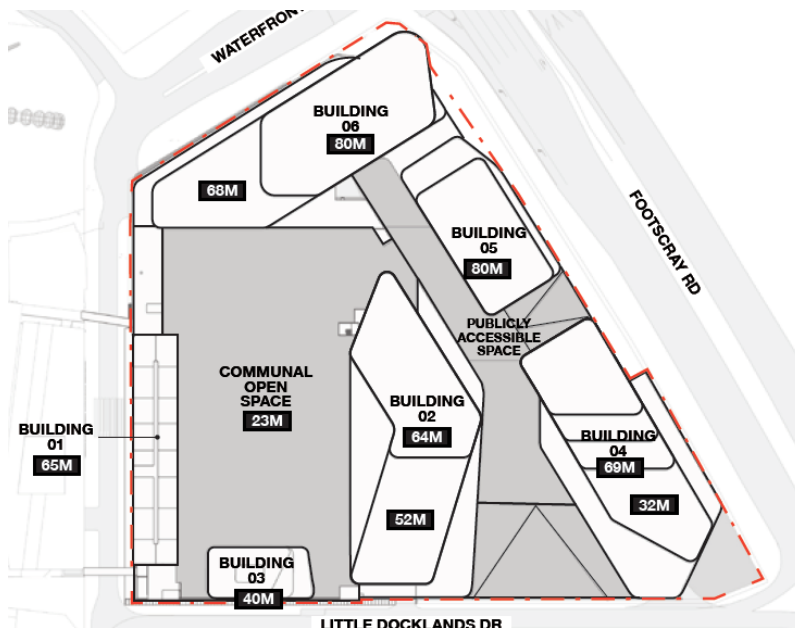 WATERFRONT
BUILDING
06
80M
68M
FOOTSCRAY RD
BUILDING
05
80M
PUBLICLY
ACCESSIBLE
SPACE
COMMUNAL
OPEN
SPACE
23M
BUILDING
02
64M
BUILDING
01
65M
BUILDING
04
69M
32M
52M
BUILDING
03
40M
LITTLE DOCKLANDS DR